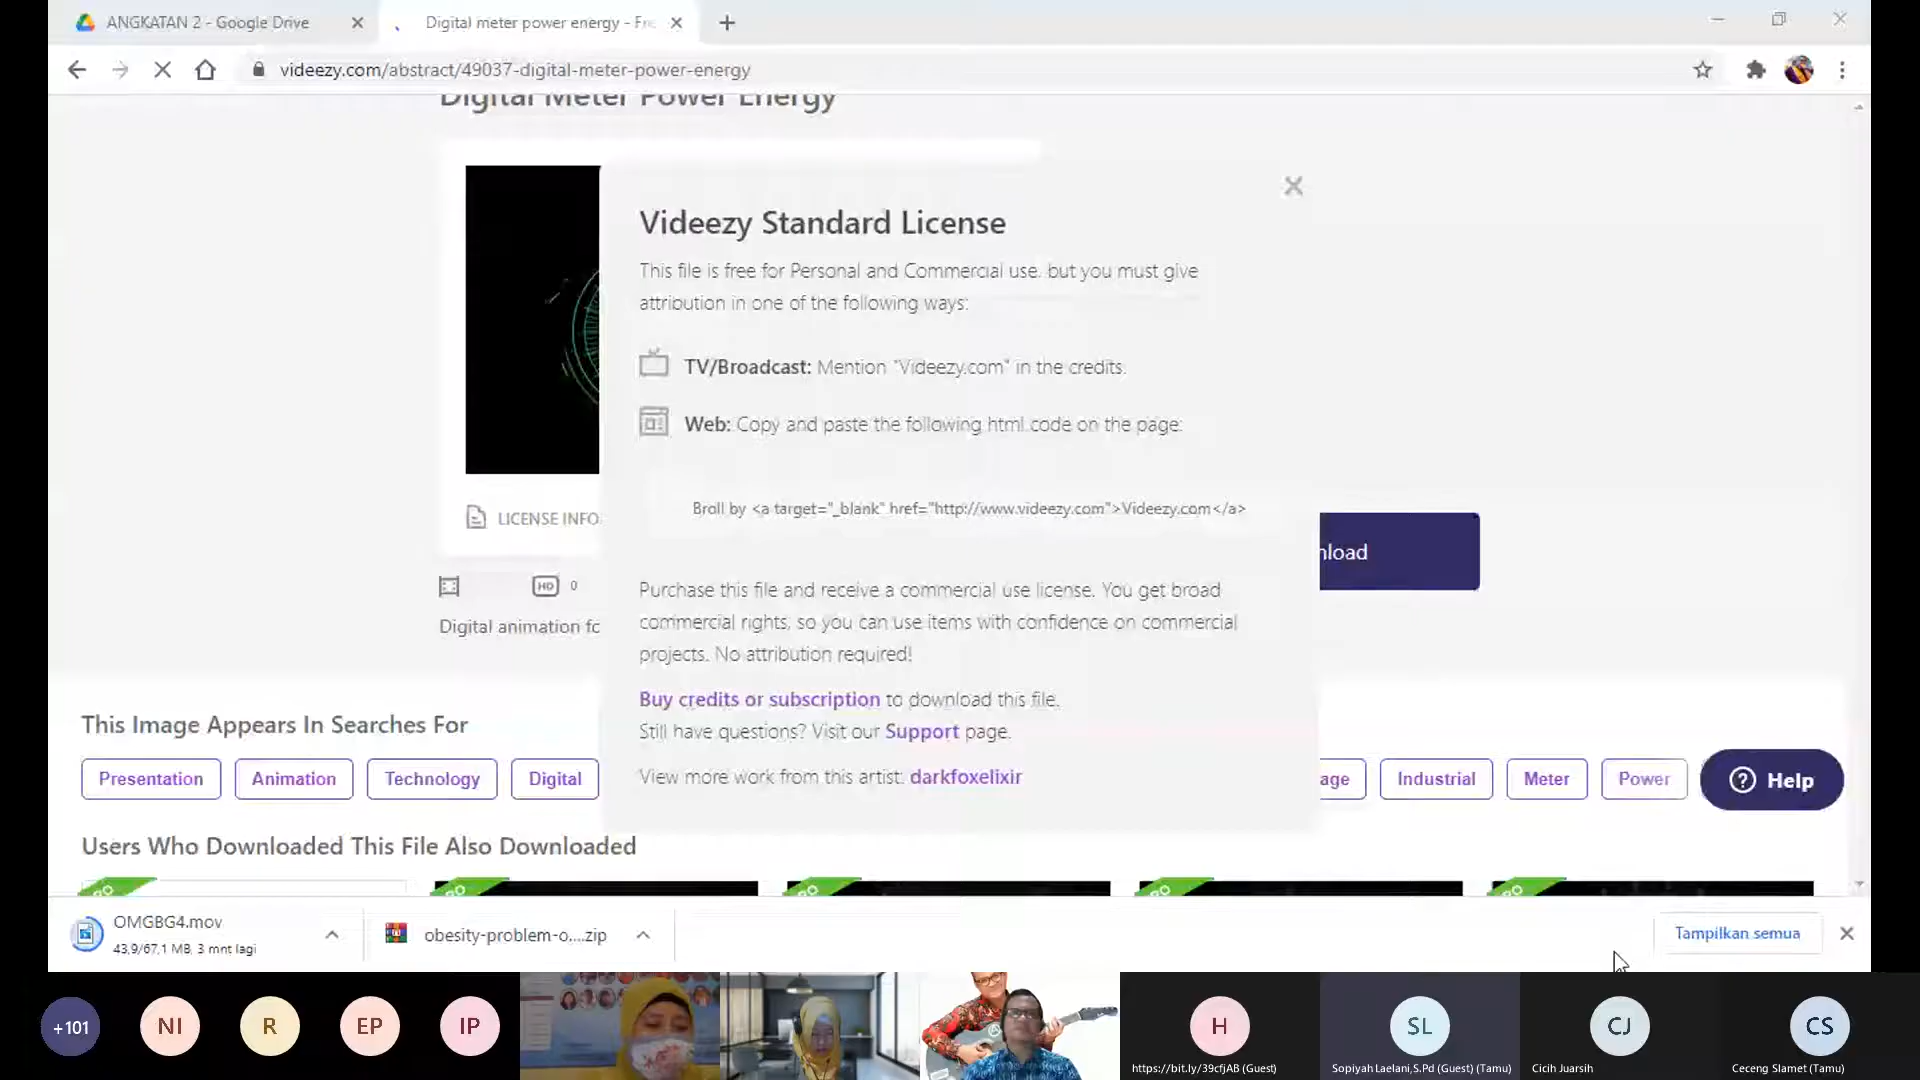 ANGKATAN 2 - Google Drive
Digital meter power energy - Fre
videezy.com/abstract/49037-digital-meter-power-energy
Digital Meter Power Energy
Videezy Standard License
This file is free for Personal and Commercial use. but you must give
attribution in one of the following ways:
TV/Broadcast: Mention "Videezy.com" in the credits.
Web: Copy and paste the following html code on the page:
Broll by <a target="_blank" href="http://www.videezy.com">Videezy.com</a>
LICENSE INFO
nload
HD 0
Digital animation fo
Purchase this file and receive a commercial use license. You get broad
commercial rights, so you can use items with confidence on commercial
projects. No attribution required!
Buy credits or subscription to download this file.
Still have questions? Visit our Support page.
View more work from this artist: darkfoxelixir
This Image Appears In Searches For
Presentation Animation Technology Digital age Industrial Meter Power
Help
Users Who Downloaded This File Also Downloaded
OMGBG4.mov
43,9/67,1 MB, 3 mnt lagi
obesity-problem-o....zip
Tampilkan semua
+101 NI R EP IP H SL CJ CS
https://bit.ly/39cfjAB (Guest) Sopiyah Laelani,S.Pd (Guest) (Tamu) Cicih Juarsih Ceceng Slamet (Tamu)